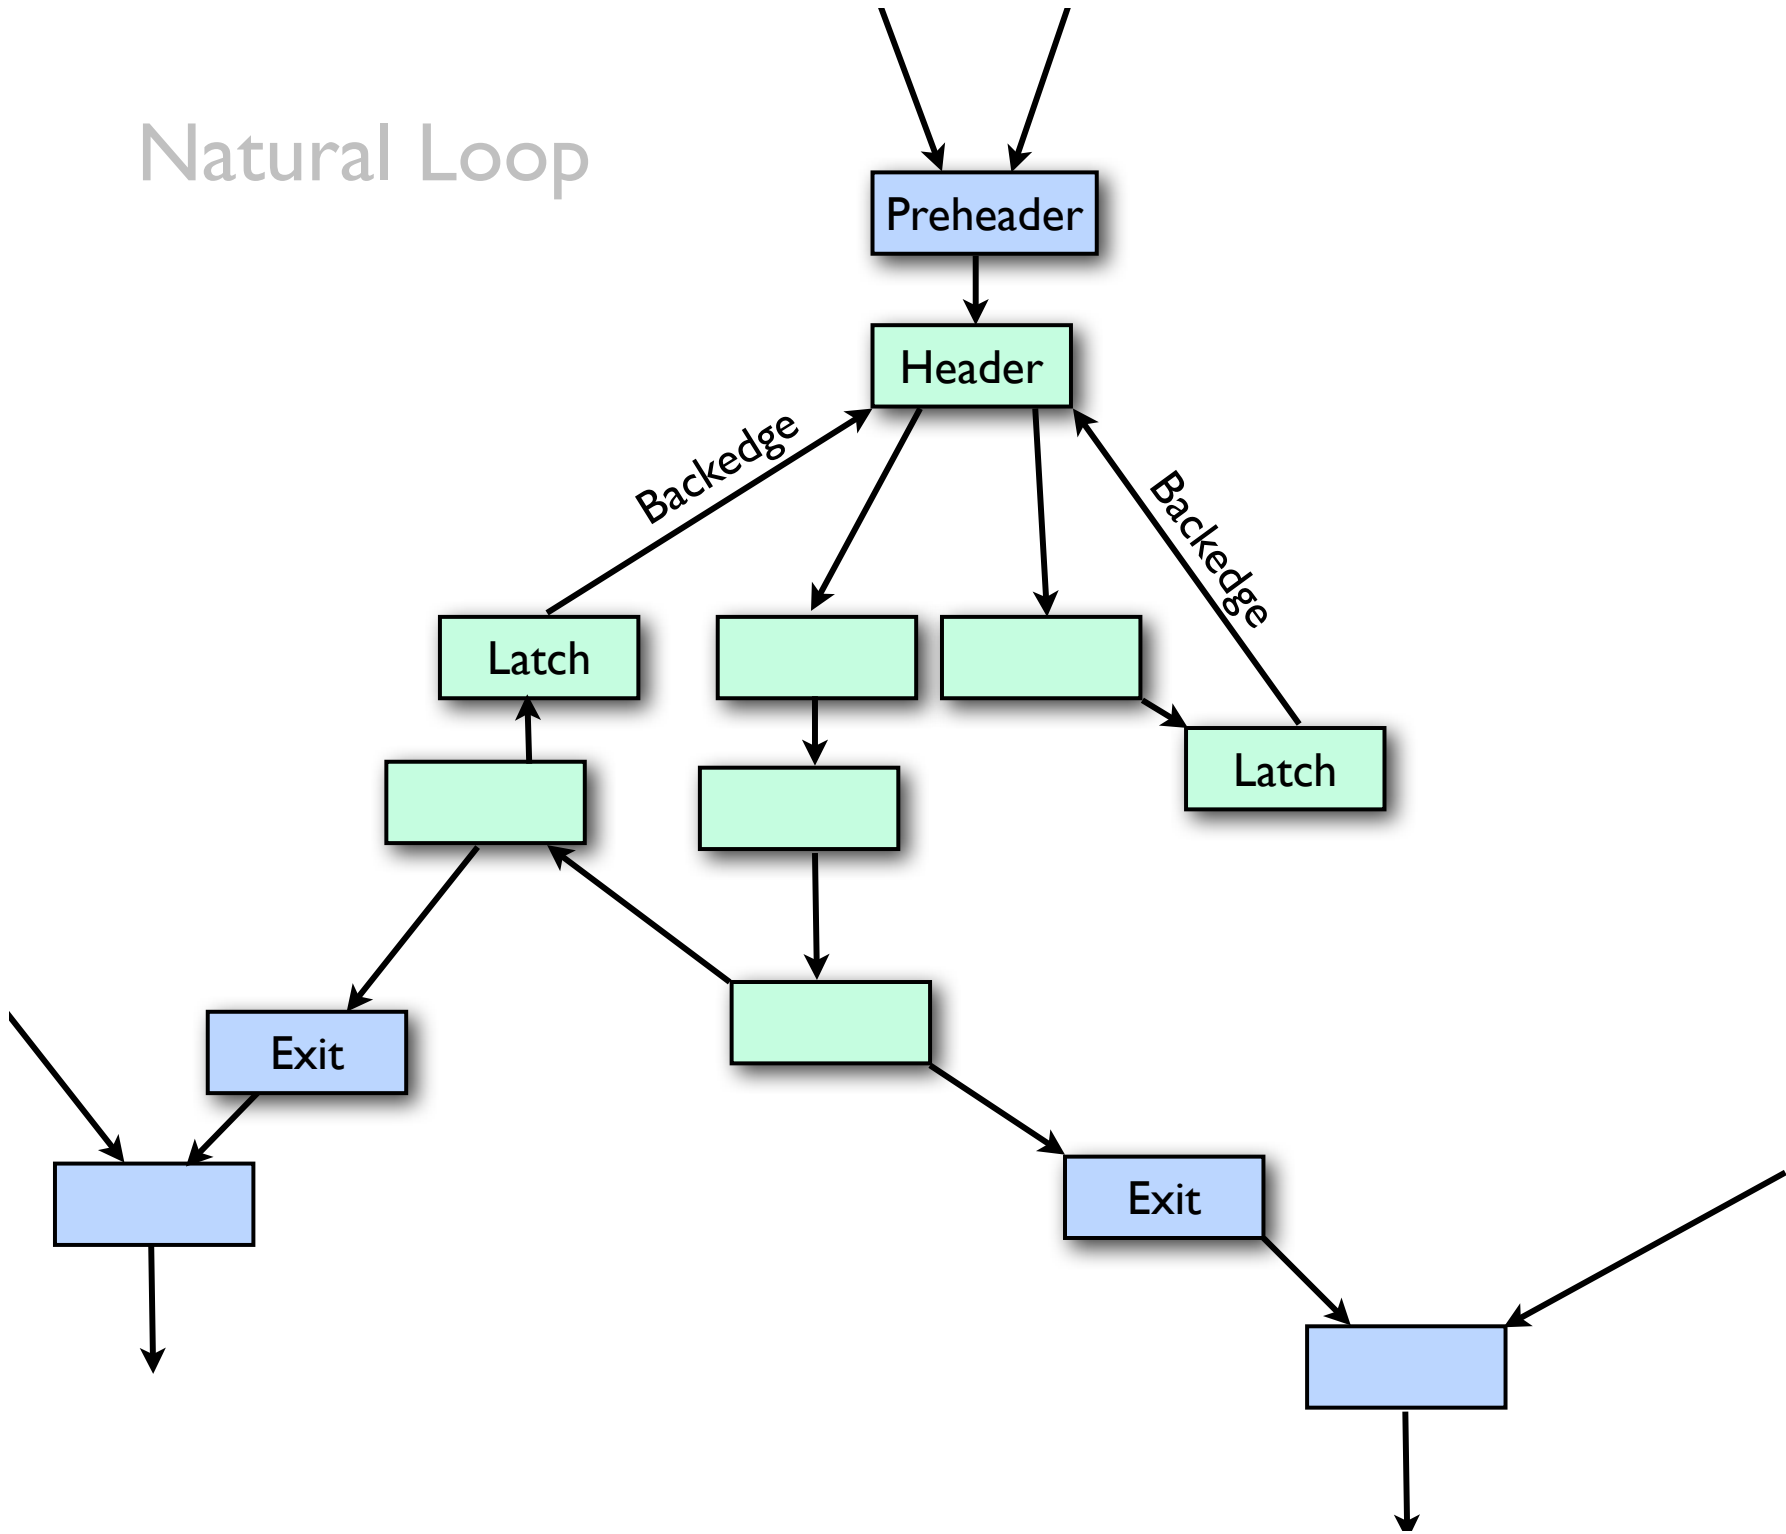 Natural Loop
Preheader
Header
Backedge
Backedge
Latch
Latch
Exit
Exit